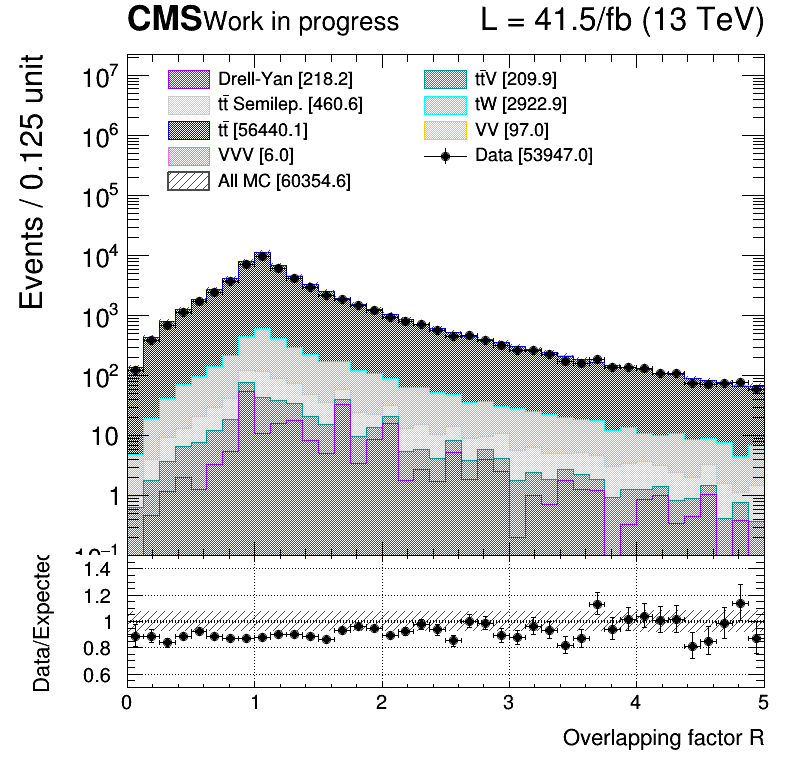 CMS Work in progress L = 41.5/fb (13 TeV)
Events / 0.125 unit
10⁷
10⁶
10⁵
10⁴
10³
10²
10
1
10⁻¹
Drell-Yan [218.2]
tt̄ Semilep. [460.6]
tt̄ [56440.1]
VVV [6.0]
All MC [60354.6]
tt̄V [209.9]
tW [2922.9]
VV [97.0]
Data [53947.0]
Data/Expected
1.4
1.2
1
0.8
0.6
0 1 2 3 4 5
Overlapping factor R